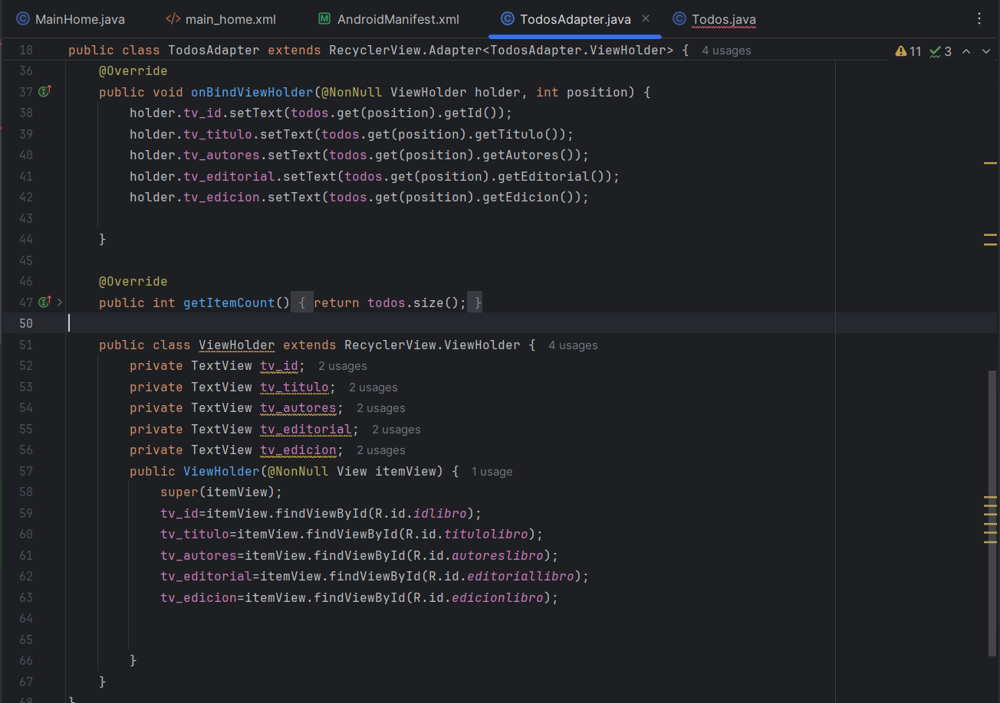 MainHome.java </> main_home.xml M AndroidManifest.xml C TodosAdapter.java × C Todos.java
18 public class TodosAdapter extends RecyclerView.Adapter<TodosAdapter.ViewHolder> { 4 usages 11 3
36 @Override
37 public void onBindViewHolder(@NonNull ViewHolder holder, int position) {
38 holder.tv_id.setText(todos.get(position).getId());
39 holder.tv_titulo.setText(todos.get(position).getTitulo());
40 holder.tv_autores.setText(todos.get(position).getAutores());
41 holder.tv_editorial.setText(todos.get(position).getEditorial());
42 holder.tv_edicion.setText(todos.get(position).getEdicion());
43
44 }
45
46 @Override
47 public int getItemCount() { return todos.size(); }
50
51 public class ViewHolder extends RecyclerView.ViewHolder { 4 usages
52 private TextView tv_id; 2 usages
53 private TextView tv_titulo; 2 usages
54 private TextView tv_autores; 2 usages
55 private TextView tv_editorial; 2 usages
56 private TextView tv_edicion; 2 usages
57 public ViewHolder(@NonNull View itemView) { 1 usage
58 super(itemView);
59 tv_id=itemView.findViewById(R.id.idlibro);
60 tv_titulo=itemView.findViewById(R.id.titulolibro);
61 tv_autores=itemView.findViewById(R.id.autoreslibro);
62 tv_editorial=itemView.findViewById(R.id.editoriallibro);
63 tv_edicion=itemView.findViewById(R.id.edicionlibro);
64
65
66 }
67 }
68 }